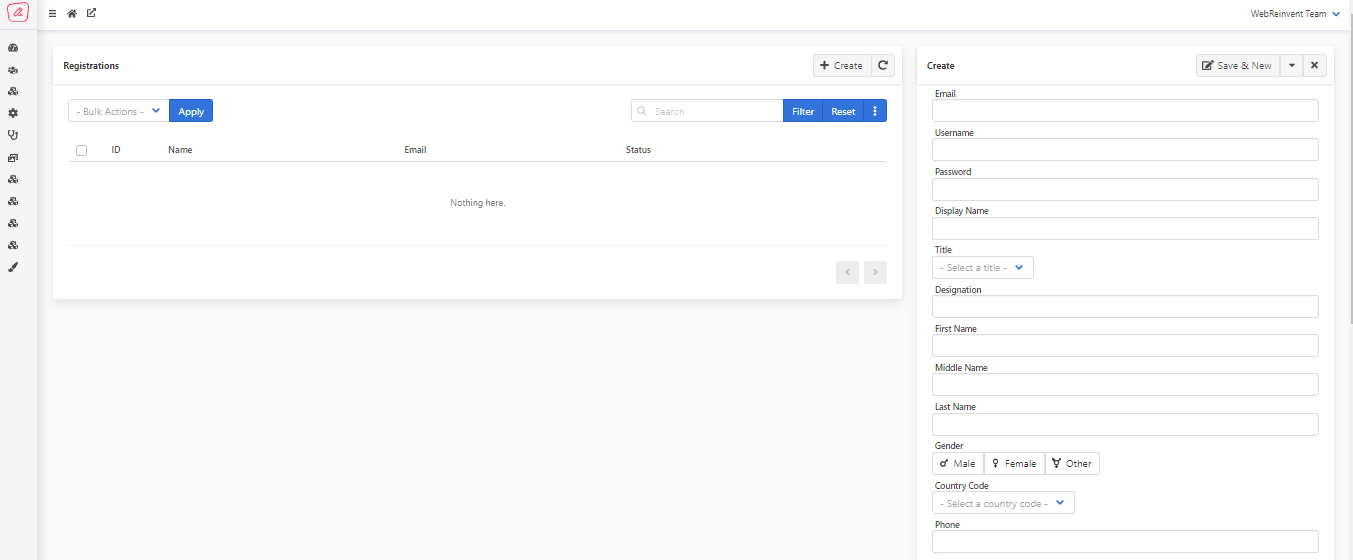 WebReinvent Team
Registrations
Create
- Bulk Actions -
Apply
Search
Filter
Reset
ID Name Email Status
Nothing here.
Create
Save & New
Email
Username
Password
Display Name
Title
- Select a title -
Designation
First Name
Middle Name
Last Name
Gender
Male Female Other
Country Code
- Select a country code -
Phone